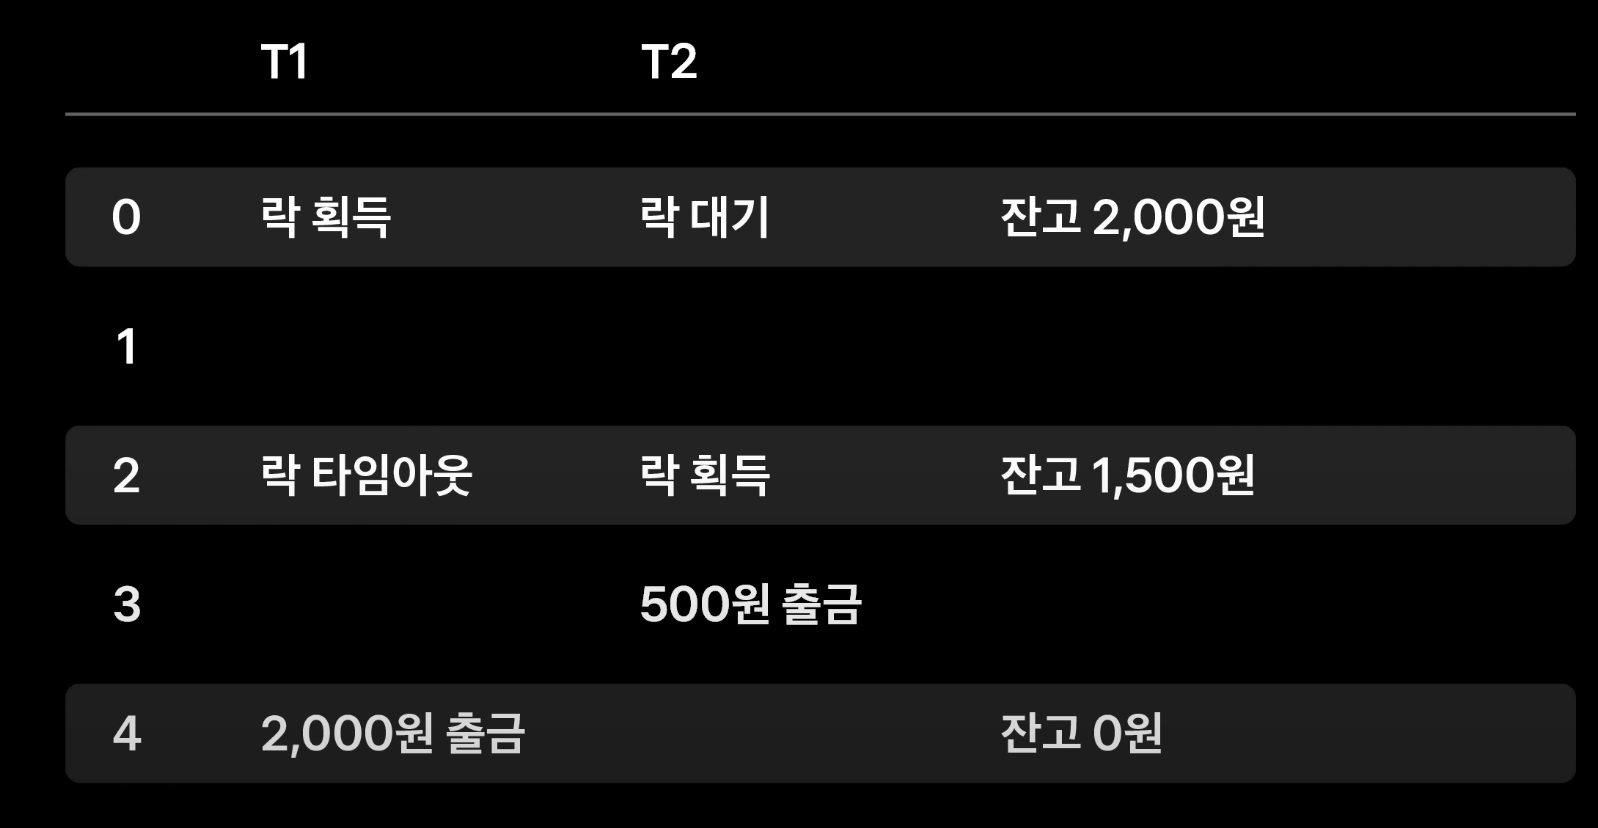 T1 T2
0 락 획득 락 대기 잔고 2,000원
1
2 락 타임아웃 락 획득 잔고 1,500원
3 500원 출금
4 2,000원 출금 잔고 0원